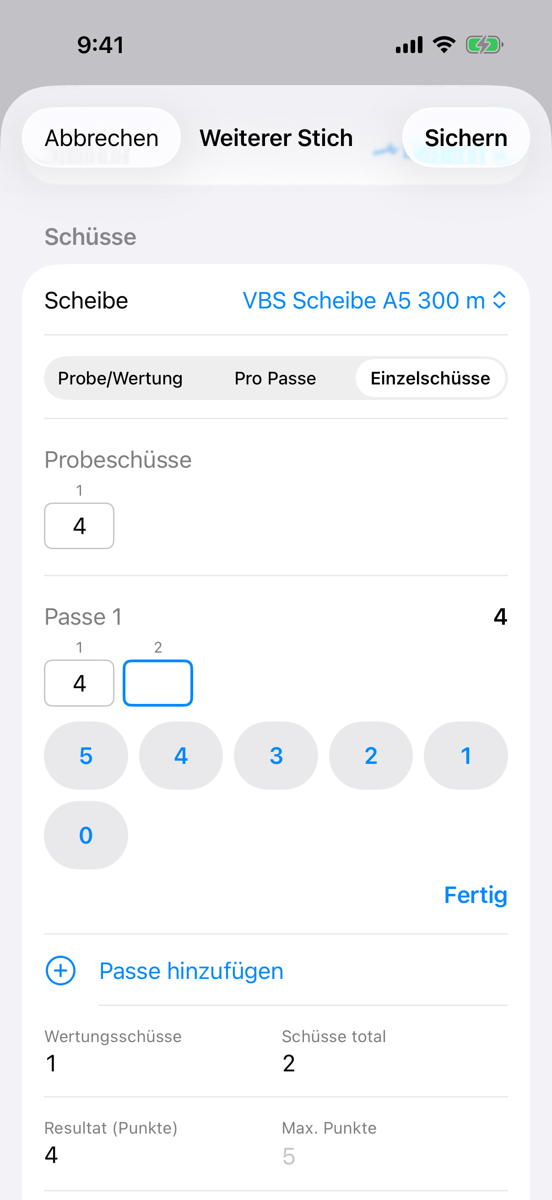 9:41
Abbrechen Weiterer Stich Sichern
Schüsse
Scheibe VBS Scheibe A5 300 m
Probe/Wertung Pro Passe Einzelschüsse
Probeschüsse
1
4
Passe 1 4
1 2
4
5 4 3 2 1
0
Fertig
Passe hinzufügen
Wertungsschüsse Schüsse total
1 2
Resultat (Punkte) Max. Punkte
4 5